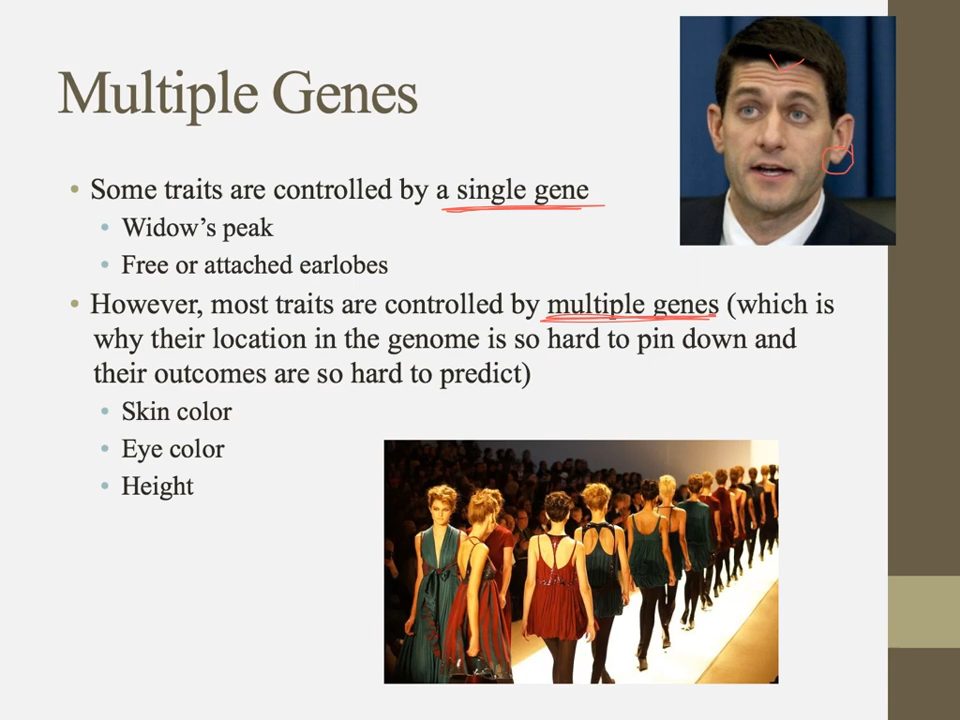 Multiple Genes
• Some traits are controlled by a single gene
• Widow’s peak
• Free or attached earlobes
• However, most traits are controlled by multiple genes (which is
why their location in the genome is so hard to pin down and
their outcomes are so hard to predict)
• Skin color
• Eye color
• Height